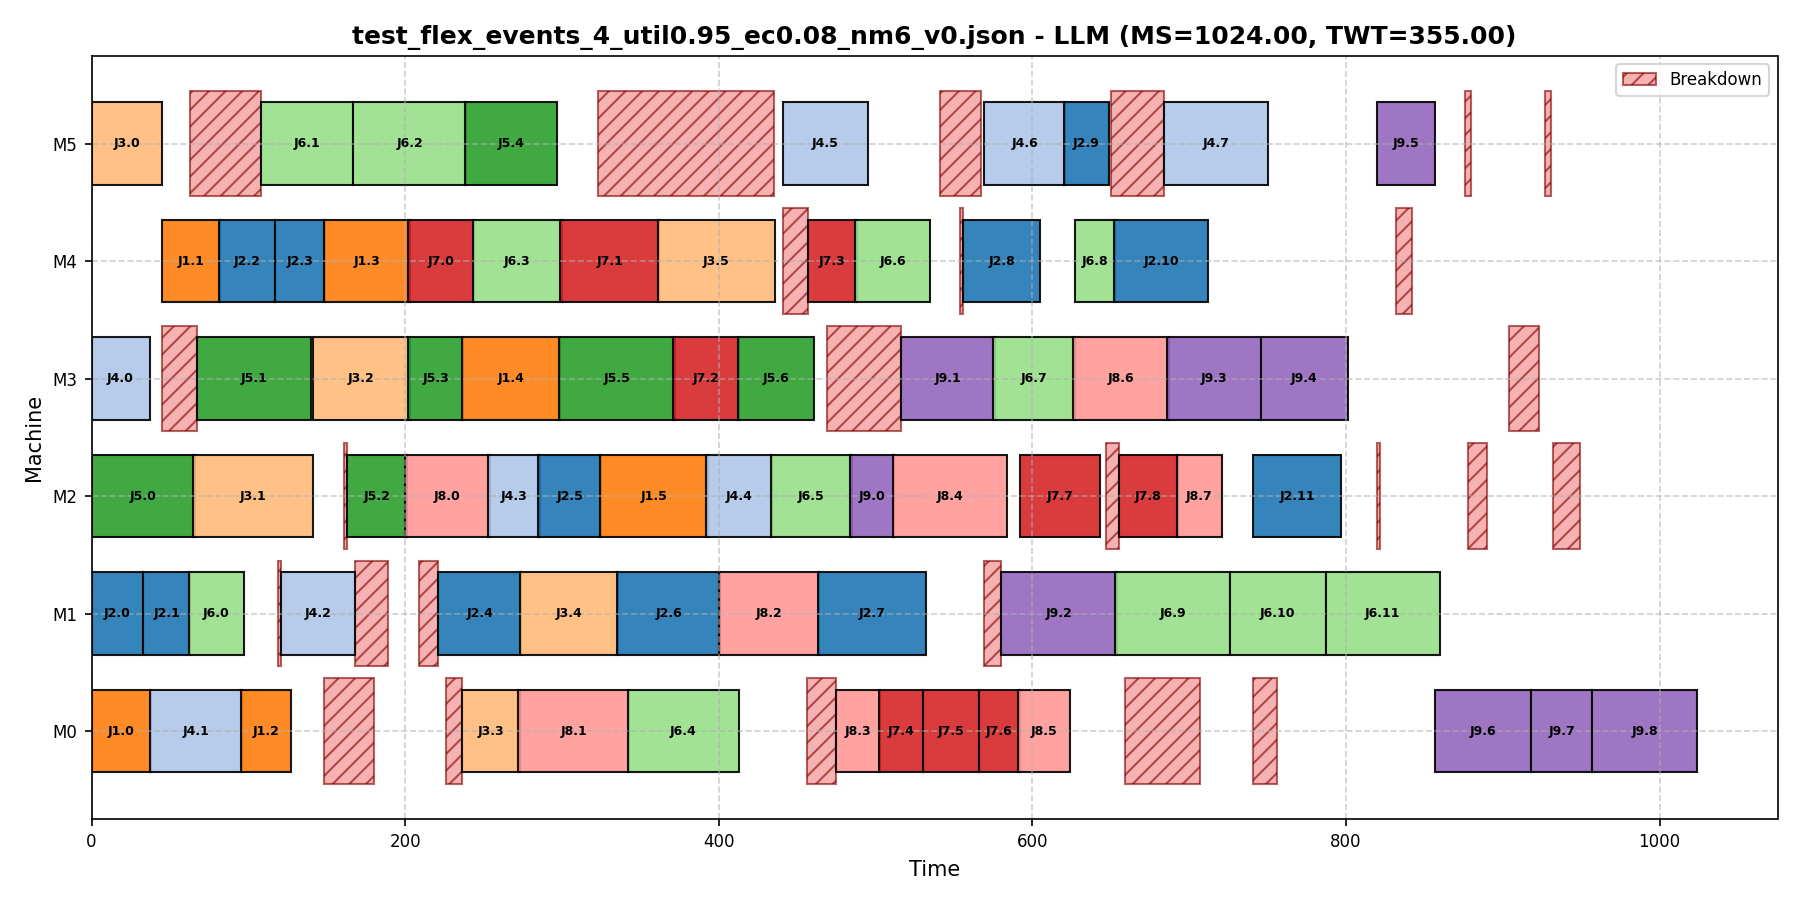 test_flex_events_4_util0.95_ec0.08_nm6_v0.json - LLM (MS=1024.00, TWT=355.00)
Breakdown
M5
J3.0 J6.1 J6.2 J5.4 J4.5 J4.6 J2.9 J4.7 J9.5
M4
J1.1 J2.2 J2.3 J1.3 J7.0 J6.3 J7.1 J3.5 J7.3 J6.6 J2.8 J6.8 J2.10
M3
J4.0 J5.1 J3.2 J5.3 J1.4 J5.5 J7.2 J5.6 J9.1 J6.7 J8.6 J9.3 J9.4
M2
J5.0 J3.1 J5.2 J8.0 J4.3 J2.5 J1.5 J4.4 J6.5 J9.0 J8.4 J7.7 J7.8 J8.7 J2.11
M1
J2.0 J2.1 J6.0 J4.2 J2.4 J3.4 J2.6 J8.2 J2.7 J9.2 J6.9 J6.10 J6.11
M0
J1.0 J4.1 J1.2 J3.3 J8.1 J6.4 J8.3 J7.4 J7.5 J7.6 J8.5 J9.6 J9.7 J9.8
Machine
0 200 400 600 800 1000
Time